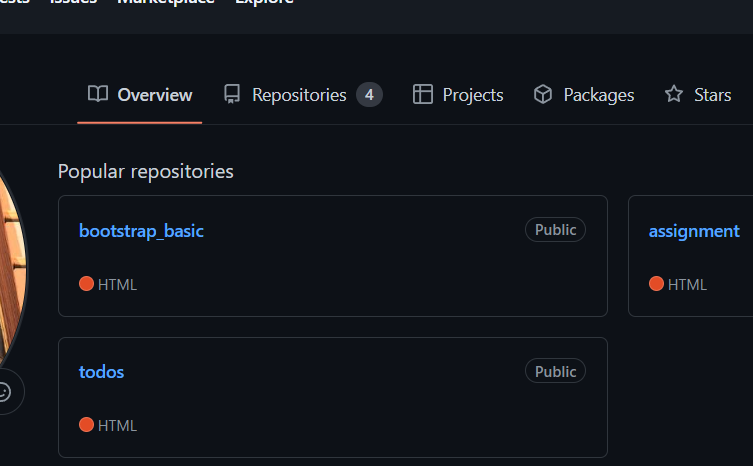 Issues Marketplace Explore
Overview Repositories 4 Projects Packages Stars
Popular repositories
bootstrap_basic Public
assignment
HTML
HTML
todos Public
HTML